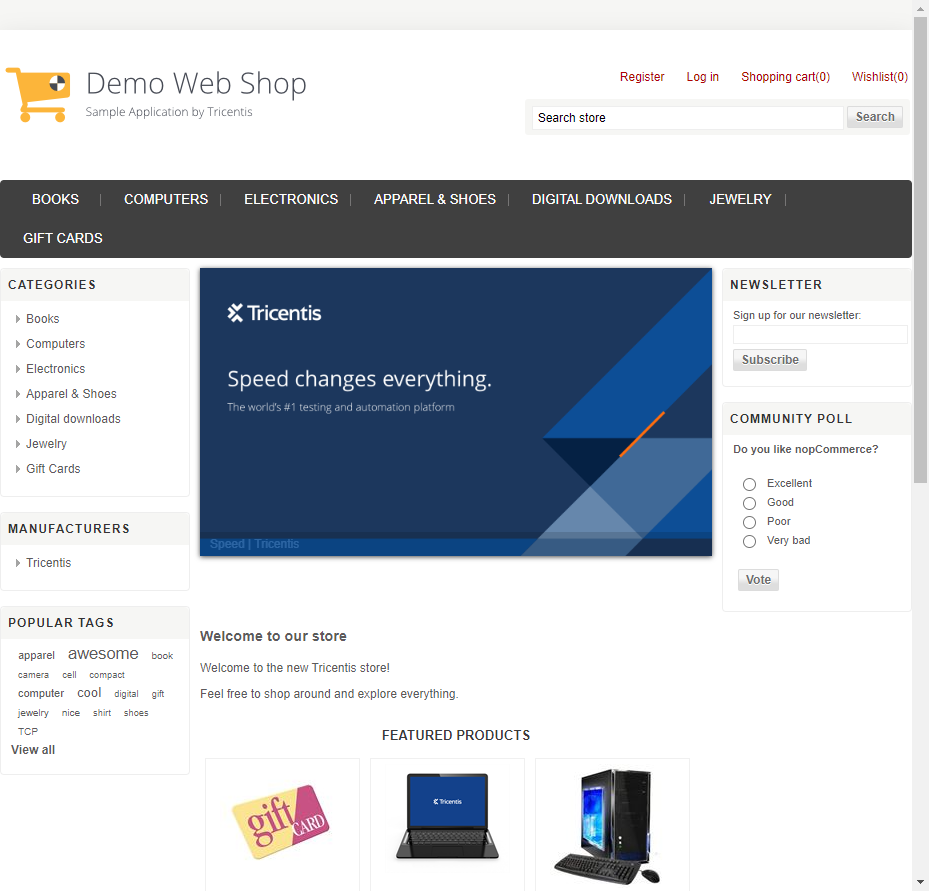 Demo Web Shop
Sample Application by Tricentis
Register Log in Shopping cart(0) Wishlist(0)
Search store Search
BOOKS COMPUTERS ELECTRONICS APPAREL & SHOES DIGITAL DOWNLOADS JEWELRY
GIFT CARDS
CATEGORIES
Books
Computers
Electronics
Apparel & Shoes
Digital downloads
Jewelry
Gift Cards
MANUFACTURERS
Tricentis
POPULAR TAGS
apparel awesome book
camera cell compact
computer cool digital gift
jewelry nice shirt shoes
TCP
View all
Tricentis
Speed changes everything.
The world's #1 testing and automation platform
Speed | Tricentis
Welcome to our store
Welcome to the new Tricentis store!
Feel free to shop around and explore everything.
FEATURED PRODUCTS
gift CARD
Tricentis
NEWSLETTER
Sign up for our newsletter:
Subscribe
COMMUNITY POLL
Do you like nopCommerce?
Excellent
Good
Poor
Very bad
Vote